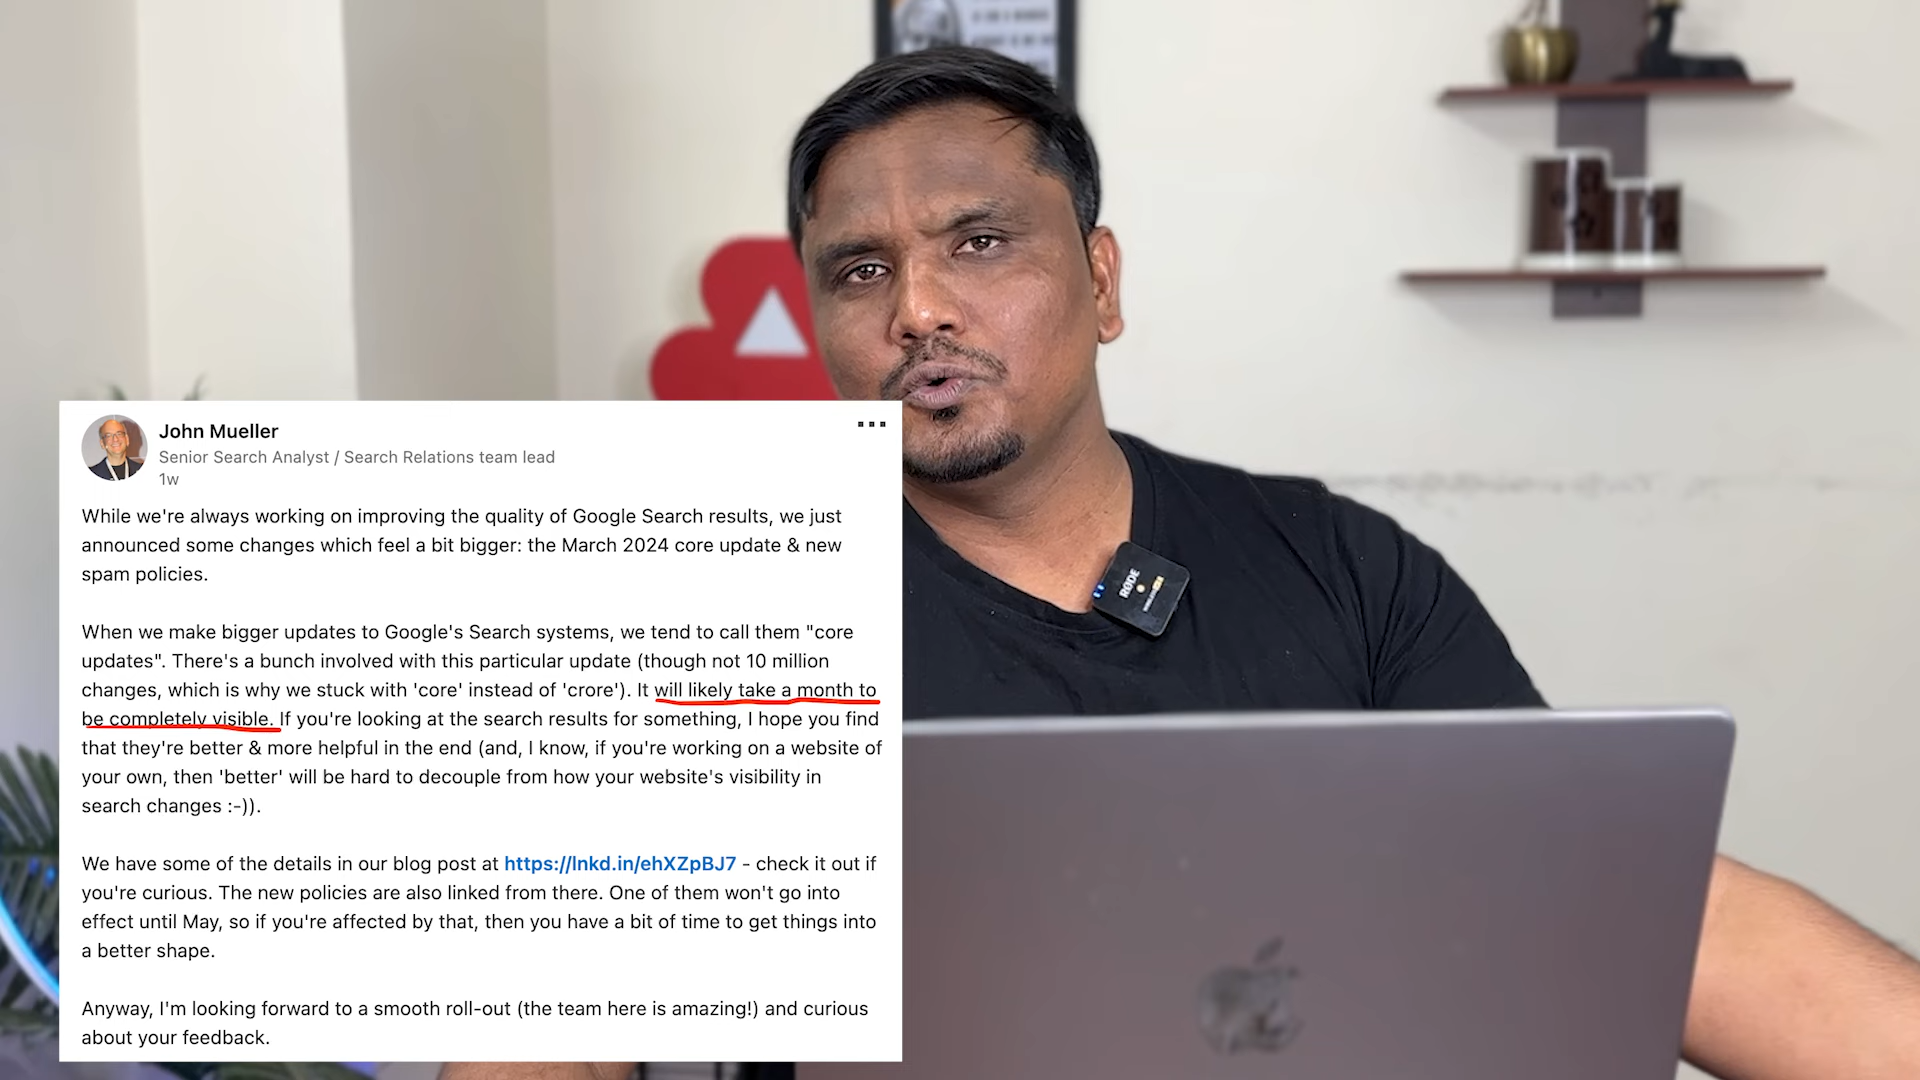 John Mueller
Senior Search Analyst / Search Relations team lead
1w
While we're always working on improving the quality of Google Search results, we just
announced some changes which feel a bit bigger: the March 2024 core update & new
spam policies.
When we make bigger updates to Google's Search systems, we tend to call them "core
updates". There's a bunch involved with this particular update (though not 10 million
changes, which is why we stuck with 'core' instead of 'crore'). It will likely take a month to
be completely visible. If you're looking at the search results for something, I hope you find
that they're better & more helpful in the end (and, I know, if you're working on a website of
your own, then 'better' will be hard to decouple from how your website's visibility in
search changes :-)).
We have some of the details in our blog post at https://lnkd.in/ehXZpBJ7 - check it out if
you're curious. The new policies are also linked from there. One of them won't go into
effect until May, so if you're affected by that, then you have a bit of time to get things into
a better shape.
Anyway, I'm looking forward to a smooth roll-out (the team here is amazing!) and curious
about your feedback.
RØDE